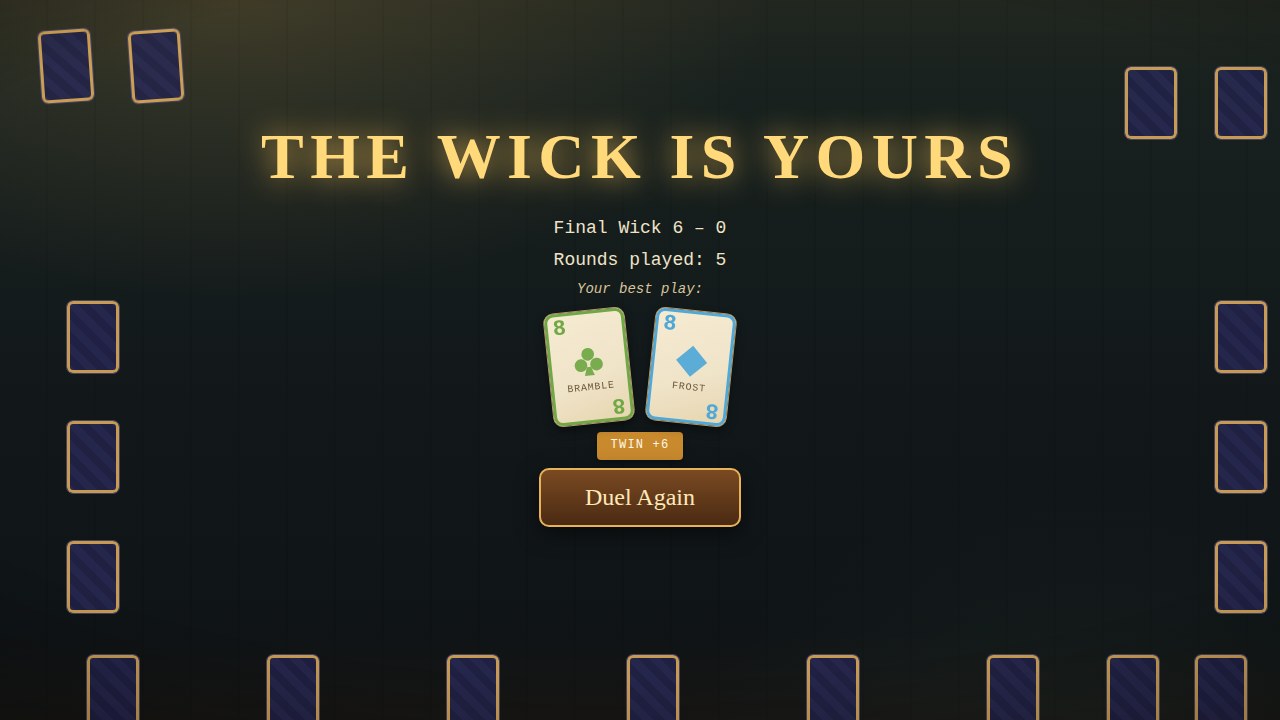 THE WICK IS YOURS
Final Wick 6 – 0
Rounds played: 5
Your best play:
8
BRAMBLE
8
8
FROST
8
TWIN +6
Duel Again